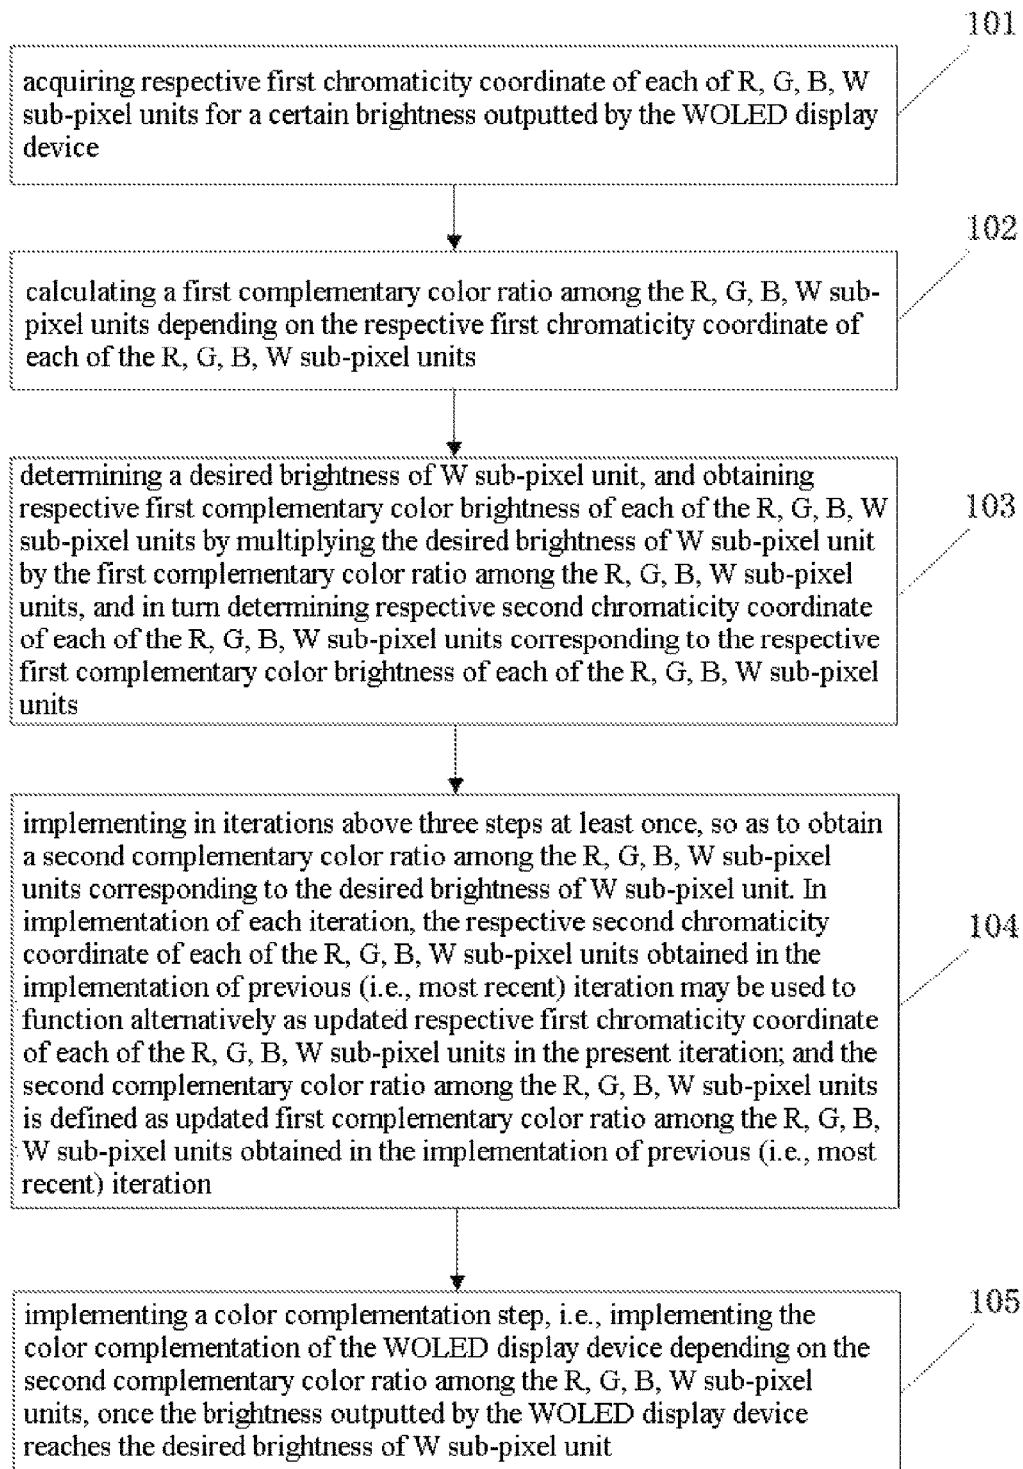 101
acquiring respective first chromaticity coordinate of each of R, G, B, W
sub-pixel units for a certain brightness outputted by the WOLED display
device
102
calculating a first complementary color ratio among the R, G, B, W sub-
pixel units depending on the respective first chromaticity coordinate of
each of the R, G, B, W sub-pixel units
103
determining a desired brightness of W sub-pixel unit, and obtaining
respective first complementary color brightness of each of the R, G, B, W
sub-pixel units by multiplying the desired brightness of W sub-pixel unit
by the first complementary color ratio among the R, G, B, W sub-pixel
units, and in turn determining respective second chromaticity coordinate
of each of the R, G, B, W sub-pixel units corresponding to the respective
first complementary color brightness of each of the R, G, B, W sub-pixel
units
104
implementing in iterations above three steps at least once, so as to obtain
a second complementary color ratio among the R, G, B, W sub-pixel
units corresponding to the desired brightness of W sub-pixel unit. In
implementation of each iteration, the respective second chromaticity
coordinate of each of the R, G, B, W sub-pixel units obtained in the
implementation of previous (i.e., most recent) iteration may be used to
function alternatively as updated respective first chromaticity coordinate
of each of the R, G, B, W sub-pixel units in the present iteration; and the
second complementary color ratio among the R, G, B, W sub-pixel units
is defined as updated first complementary color ratio among the R, G, B,
W sub-pixel units obtained in the implementation of previous (i.e., most
recent) iteration
105
implementing a color complementation step, i.e., implementing the
color complementation of the WOLED display device depending on the
second complementary color ratio among the R, G, B, W sub-pixel
units, once the brightness outputted by the WOLED display device
reaches the desired brightness of W sub-pixel unit